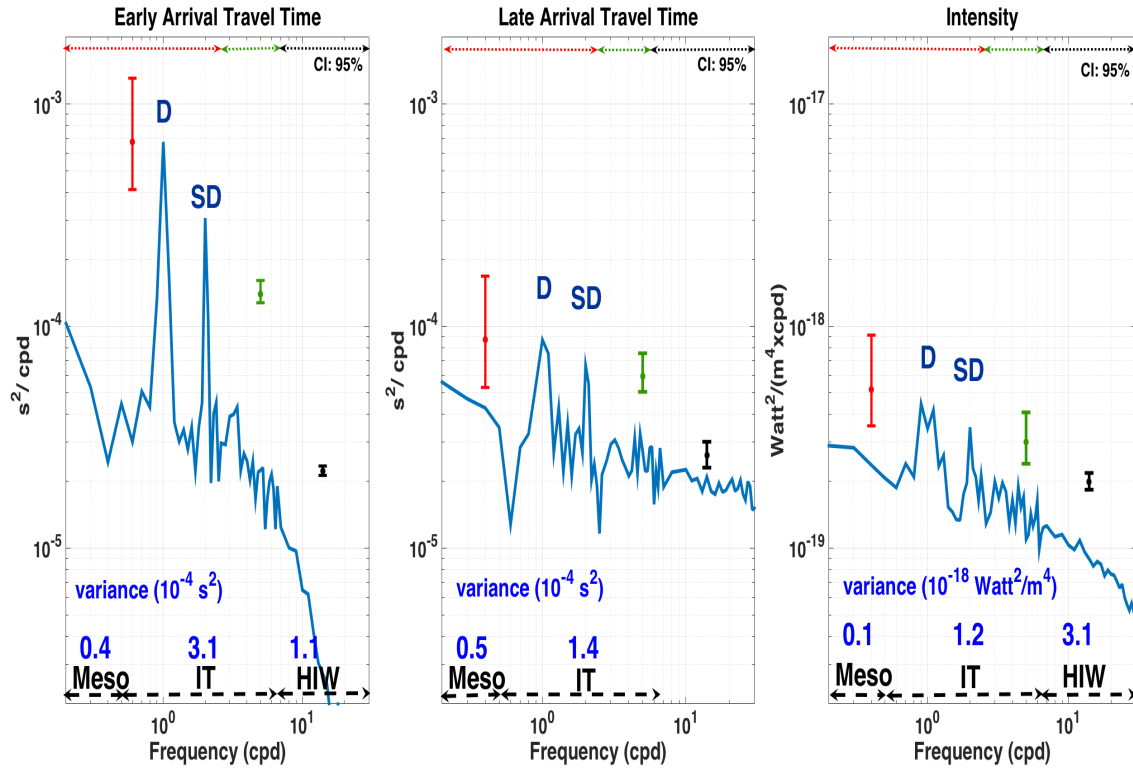 Early Arrival Travel Time
CI: 95%
D
SD
10^-3
10^-4
10^-5
s^2/ cpd
variance (10^-4 s^2)
0.4 3.1 1.1
Meso IT HIW
10^0 10^1
Frequency (cpd)
Late Arrival Travel Time
CI: 95%
D
SD
10^-3
10^-4
10^-5
s^2/ cpd
variance (10^-4 s^2)
0.5 1.4
Meso IT
10^0 10^1
Frequency (cpd)
Intensity
CI: 95%
D
SD
10^-17
10^-18
10^-19
Watt^2/(m^4xcpd)
variance (10^-18 Watt^2/m^4)
0.1 1.2 3.1
Meso IT HIW
10^0 10^1
Frequency (cpd)